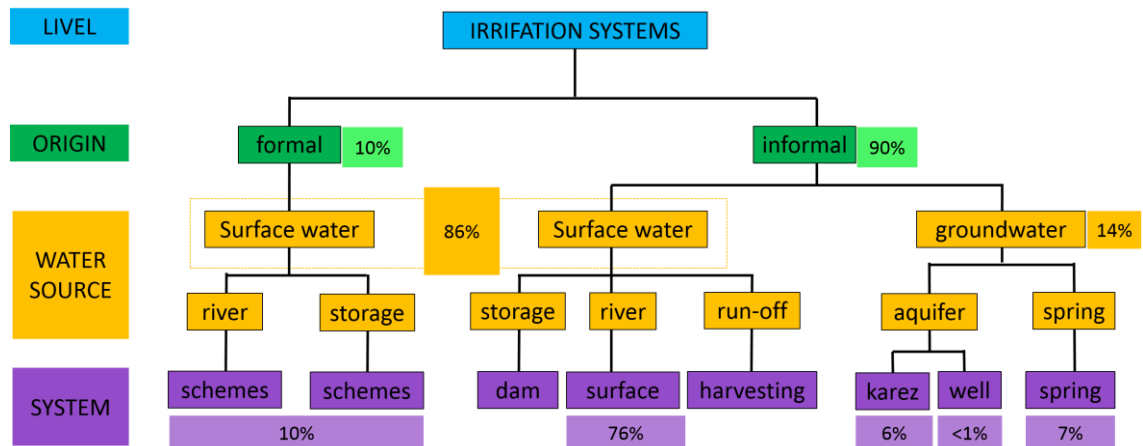 LIVEL
IRRIFATION SYSTEMS
ORIGIN
formal
10%
informal
90%
WATER
SOURCE
Surface water
86%
Surface water
groundwater
14%
river
storage
storage
river
run-off
aquifer
spring
SYSTEM
schemes
schemes
dam
surface
harvesting
karez
well
spring
10%
76%
6%
<1%
7%